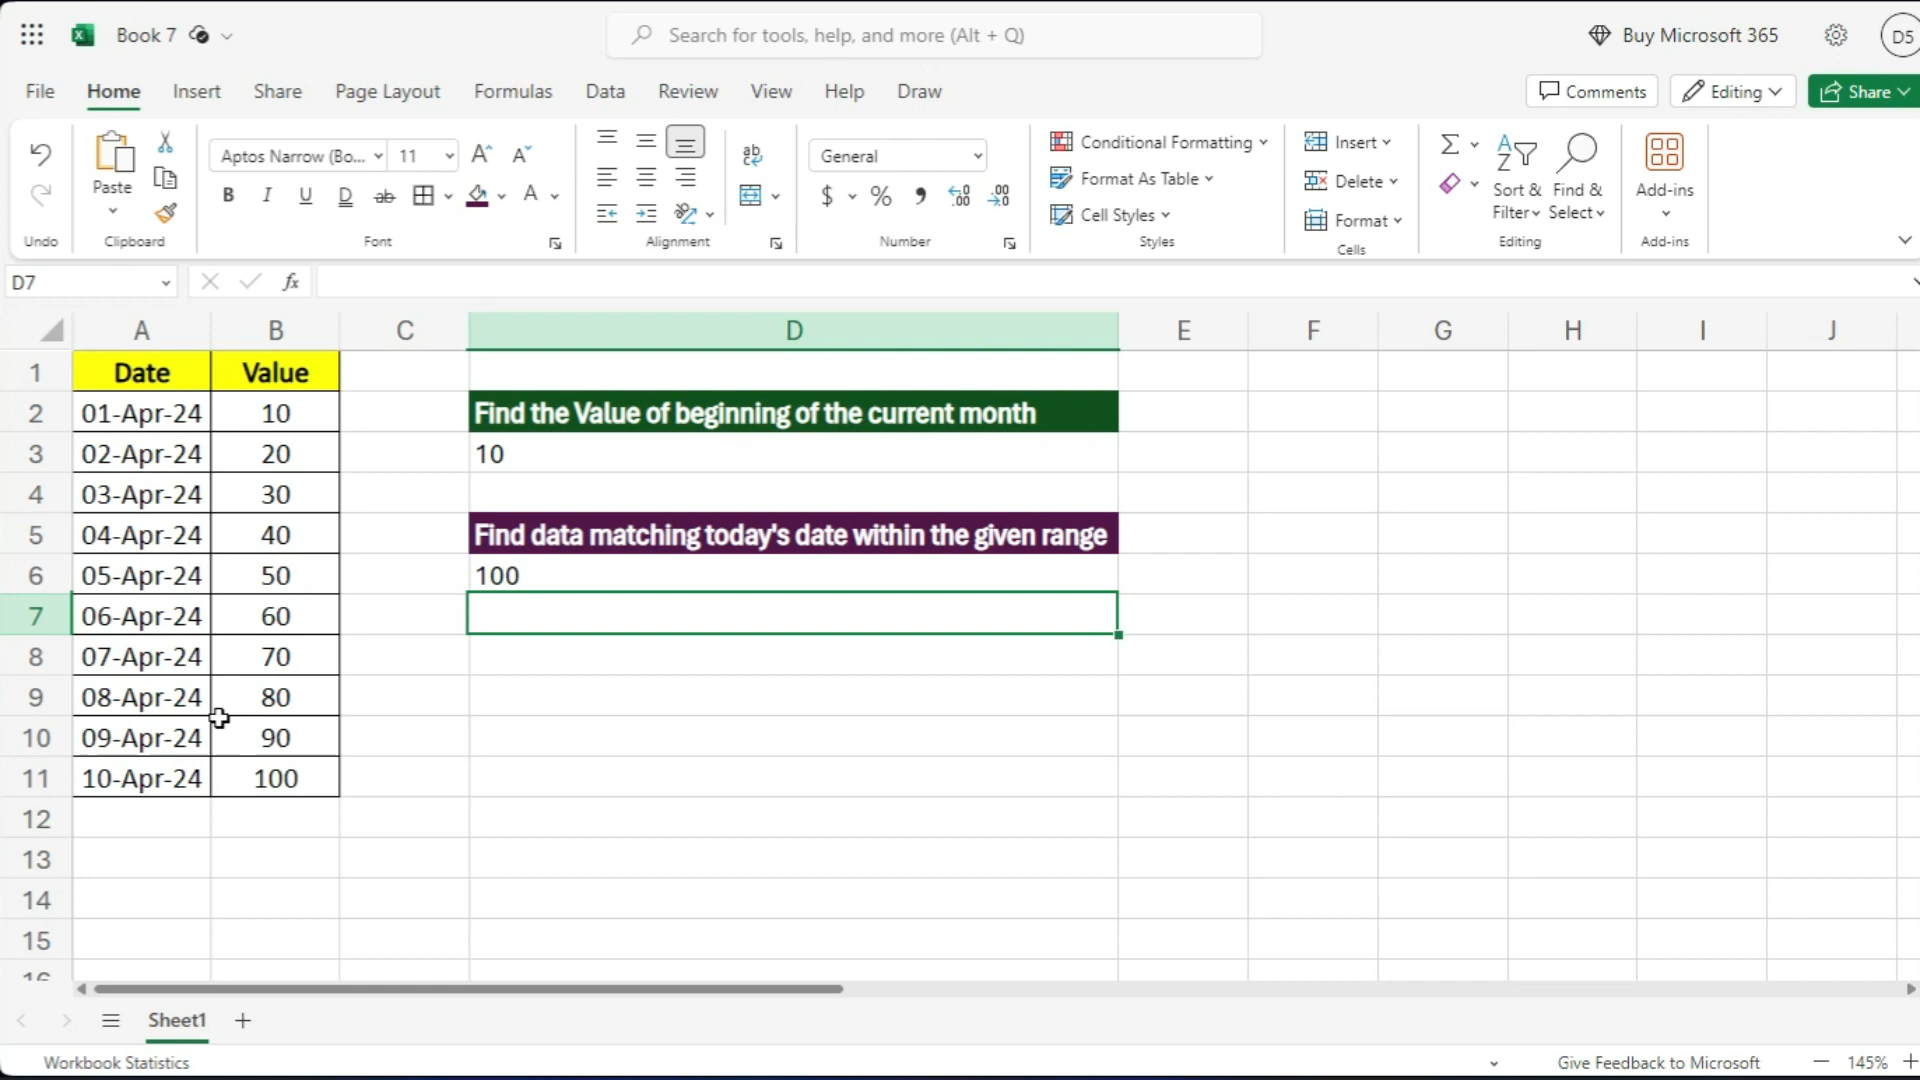 Book 7
Search for tools, help, and more (Alt + Q)
Buy Microsoft 365
D5
File Home Insert Share Page Layout Formulas Data Review View Help Draw
Comments Editing Share
Paste
Aptos Narrow (Bo... 11
B I U D ab A
ab
General
$ % 9 .00
Conditional Formatting
Format As Table
Cell Styles
Insert
Delete
Format
Sort & Filter
Find & Select
Add-ins
Undo Clipboard Font Alignment Number Styles Cells Editing Add-ins
D7 fx
A B C D E F G H I J
1 Date Value
2 01-Apr-24 10 Find the Value of beginning of the current month
3 02-Apr-24 20 10
4 03-Apr-24 30
5 04-Apr-24 40 Find data matching today's date within the given range
6 05-Apr-24 50 100
7 06-Apr-24 60
8 07-Apr-24 70
9 08-Apr-24 80
10 09-Apr-24 90
11 10-Apr-24 100
12
13
14
15
16
Sheet1
Workbook Statistics Give Feedback to Microsoft 145%